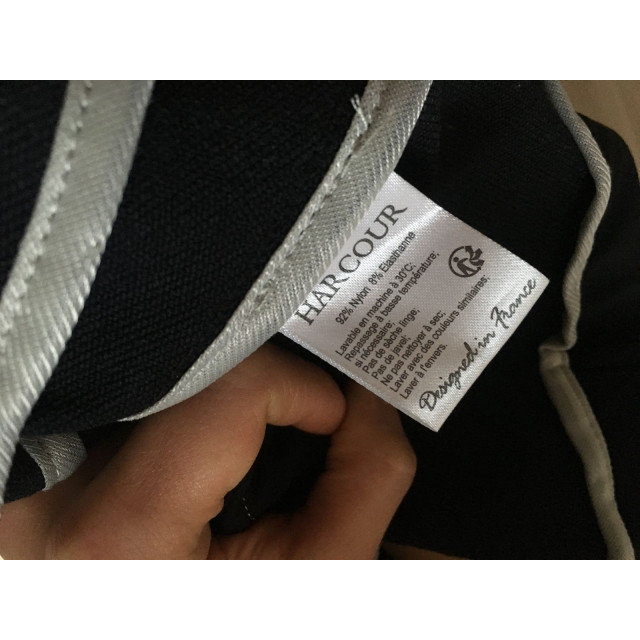 HARCOUR
92% Nylon 8% Elasthanne
Lavable en machine à 30°C;
Repassage à basse température,
si nécessaire;
Pas de sèche linge;
Pas de javel;
Ne pas nettoyer à sec;
Laver avec des couleurs similaires;
Laver à l'envers.
Designed in France